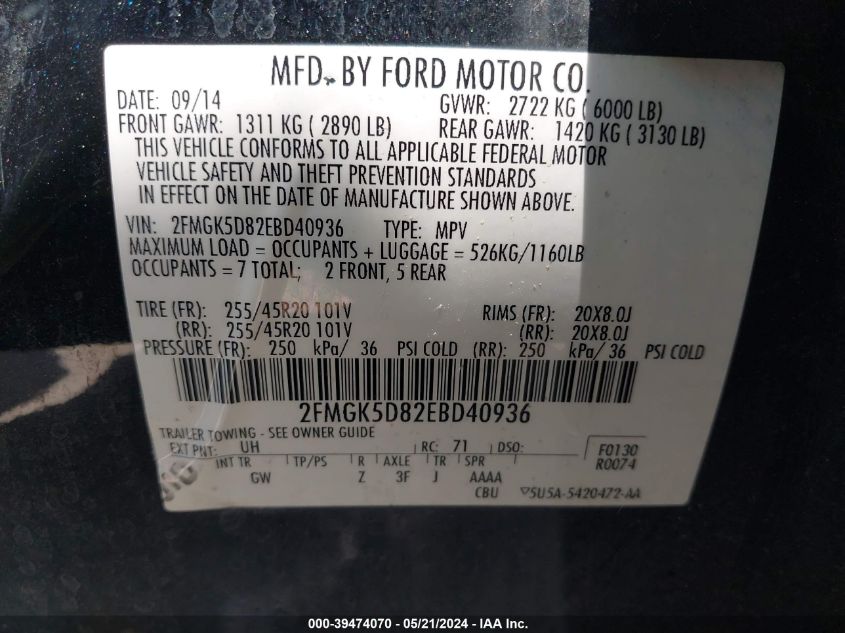 MFD. BY FORD MOTOR CO.
DATE: 09/14 GVWR: 2722 KG ( 6000 LB)
FRONT GAWR: 1311 KG ( 2890 LB) REAR GAWR: 1420 KG ( 3130 LB)
THIS VEHICLE CONFORMS TO ALL APPLICABLE FEDERAL MOTOR
VEHICLE SAFETY AND THEFT PREVENTION STANDARDS
IN EFFECT ON THE DATE OF MANUFACTURE SHOWN ABOVE.
VIN: 2FMGK5D82EBD40936 TYPE: MPV
MAXIMUM LOAD = OCCUPANTS + LUGGAGE = 526KG/1160LB
OCCUPANTS = 7 TOTAL; 2 FRONT, 5 REAR
TIRE (FR): 255/45R20 101V RIMS (FR): 20X8.0J
(RR): 255/45R20 101V (RR): 20X8.0J
PRESSURE (FR): 250 kPa/ 36 PSI COLD (RR): 250 kPa/ 36 PSI COLD
2FMGK5D82EBD40936
TRAILER TOWING - SEE OWNER GUIDE
EXT PNT: UH RC: 71 DSO: F0130
R0074
INT TR TP/PS R AXLE TR SPR
GW Z 3F J AAAA
CBU 5U5A-5420472-AA
000-39474070 - 05/21/2024 - IAA Inc.